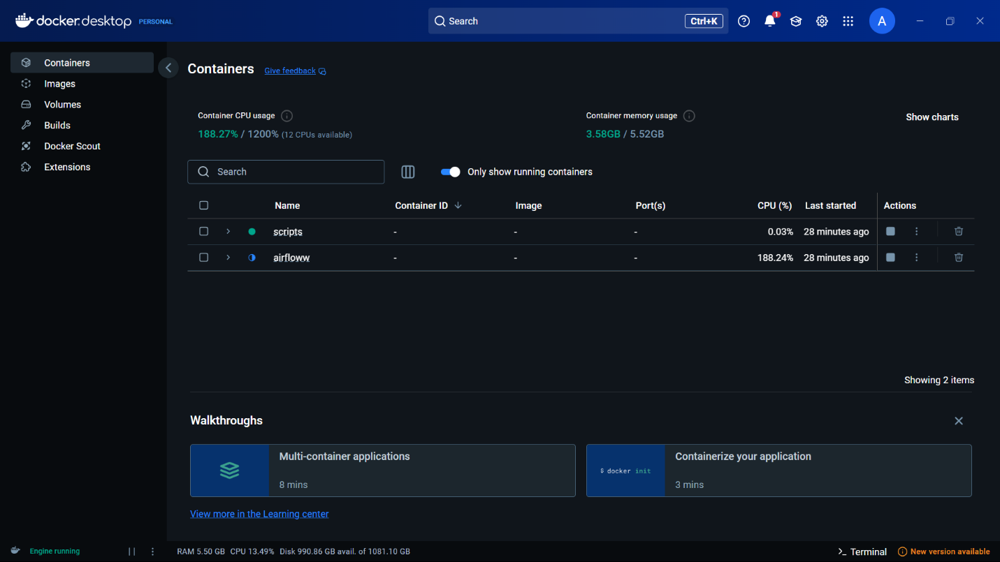 docker.desktop PERSONAL
Search Ctrl+K
1
A
Containers
Images
Volumes
Builds
Docker Scout
Extensions
Containers Give feedback
Container CPU usage
188.27% / 1200% (12 CPUs available)
Container memory usage
3.58GB / 5.52GB
Show charts
Search
Only show running containers
Name Container ID Image Port(s) CPU (%) Last started Actions
scripts - - - 0.03% 28 minutes ago
airfloww - - - 188.24% 28 minutes ago
Showing 2 items
Walkthroughs
Multi-container applications
8 mins
$ docker init
Containerize your application
3 mins
View more in the Learning center
Engine running
RAM 5.50 GB CPU 13.49% Disk 990.86 GB avail. of 1081.10 GB
>_ Terminal
New version available